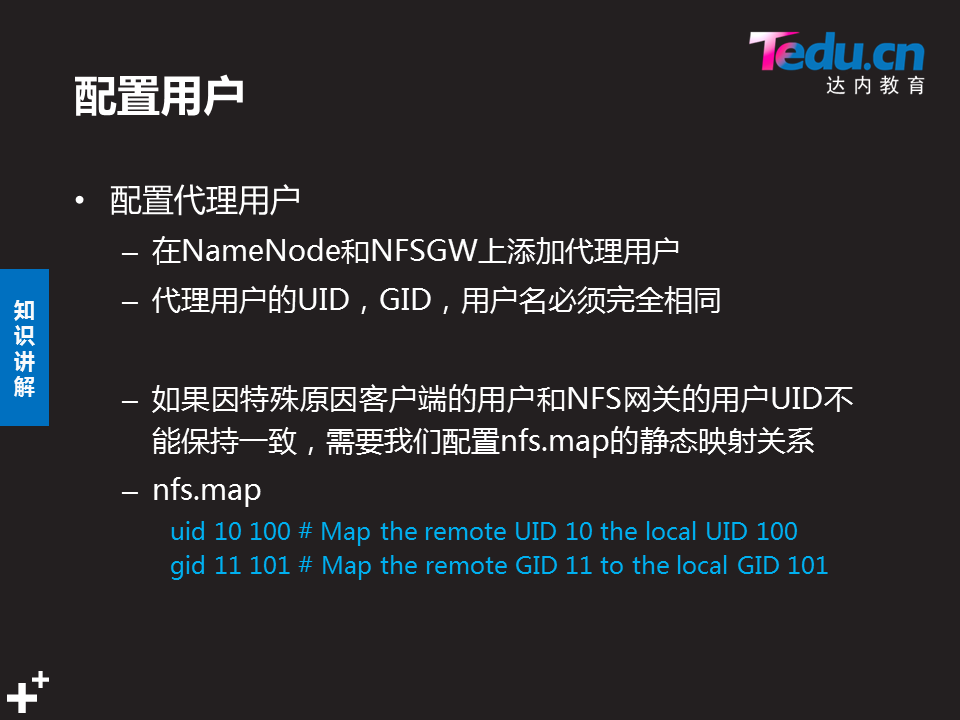 Tedu.cn
达内教育
配置用户
• 配置代理用户
– 在NameNode和NFSGW上添加代理用户
– 代理用户的UID，GID，用户名必须完全相同
知
识
讲
解
– 如果因特殊原因客户端的用户和NFS网关的用户UID不
能保持一致，需要我们配置nfs.map的静态映射关系
– nfs.map
uid 10 100 # Map the remote UID 10 the local UID 100
gid 11 101 # Map the remote GID 11 to the local GID 101